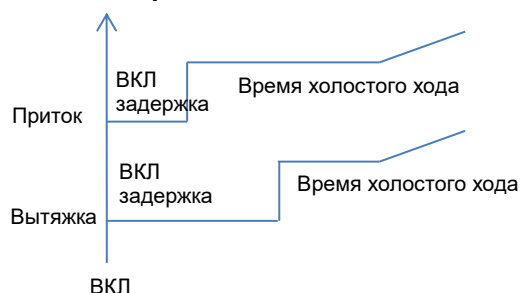 ВКЛ
задержка
Время холостого хода
Приток
ВКЛ
задержка
Время холостого хода
Вытяжка
ВКЛ